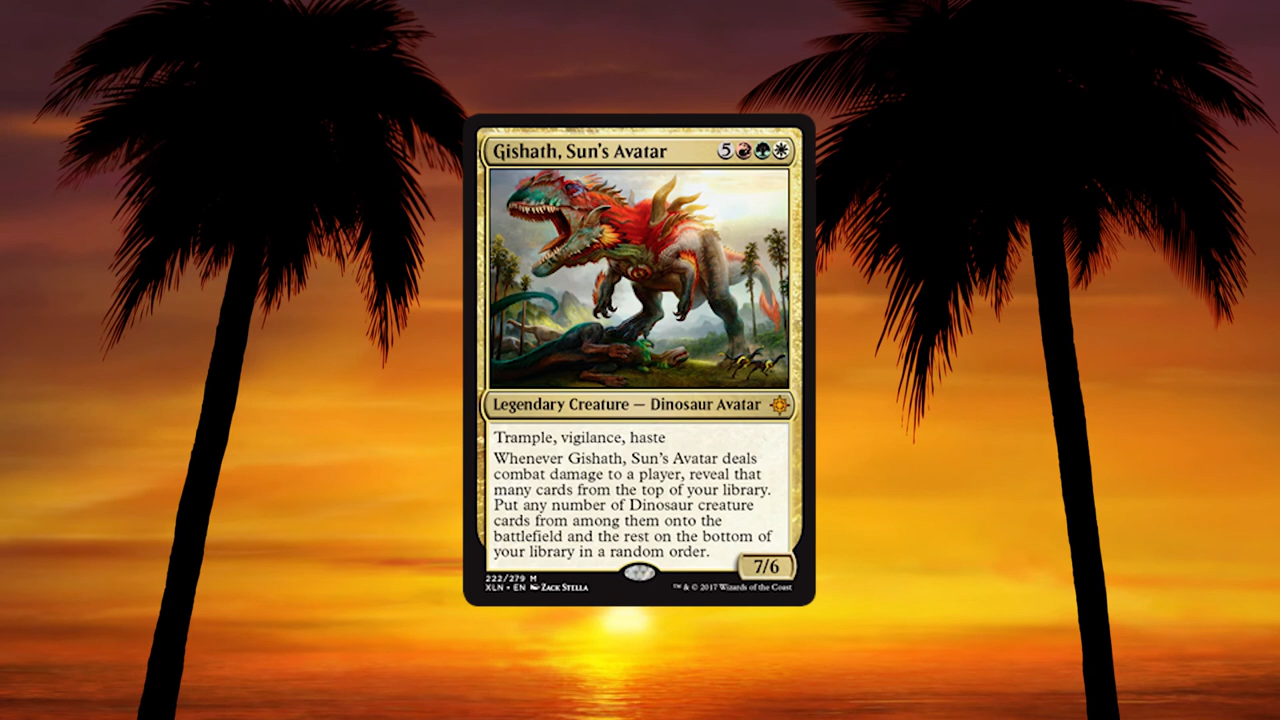 Gishath, Sun's Avatar 5
Legendary Creature — Dinosaur Avatar
Trample, vigilance, haste
Whenever Gishath, Sun's Avatar deals
combat damage to a player, reveal that
many cards from the top of your library.
Put any number of Dinosaur creature
cards from among them onto the
battlefield and the rest on the bottom of
your library in a random order.
7/6
222/279 M
XLN • EN Zack Stella
™ & © 2017 Wizards of the Coast